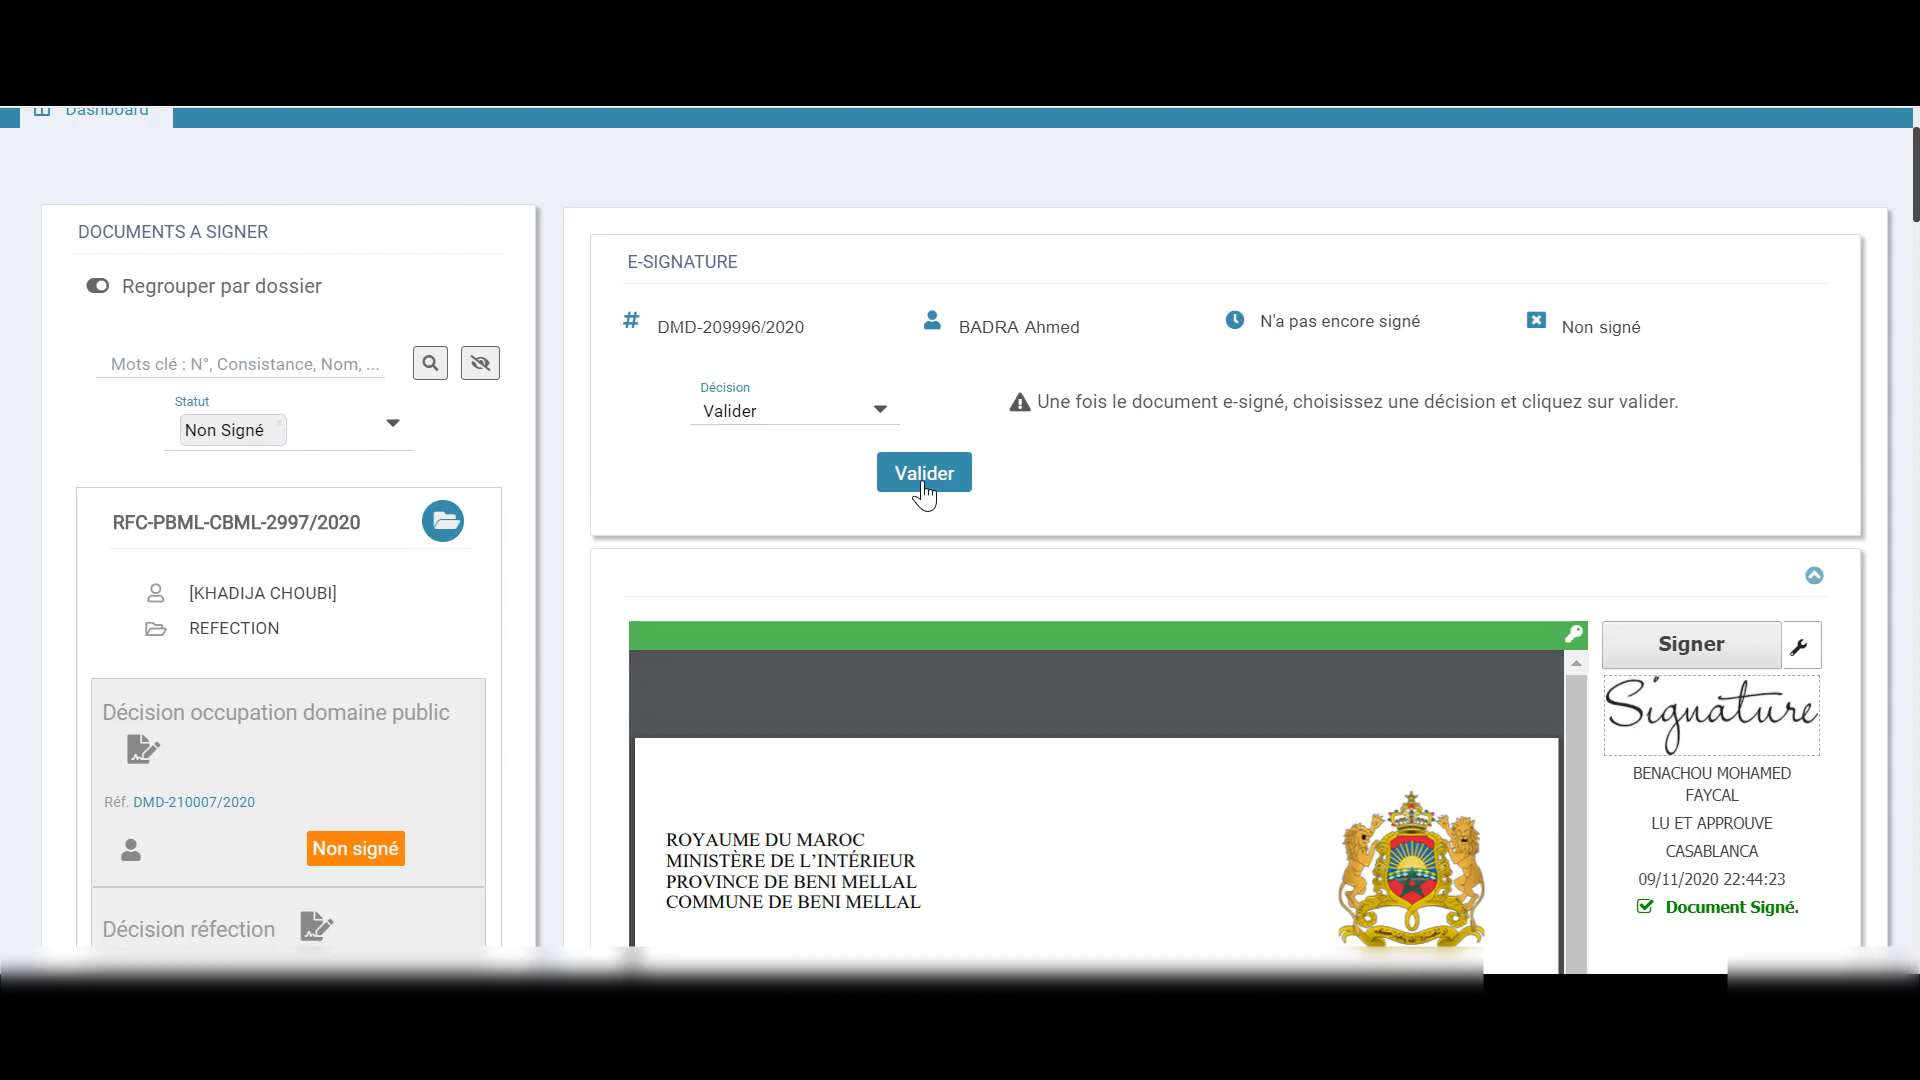 Dashboard
DOCUMENTS A SIGNER
Regrouper par dossier
Mots clé : N°, Consistance, Nom, ...
Statut
Non Signé
RFC-PBML-CBML-2997/2020
[KHADIJA CHOUBI]
REFECTION
Décision occupation domaine public
Réf. DMD-210007/2020
Non signé
Décision réfection
E-SIGNATURE
DMD-209996/2020
BADRA Ahmed
N'a pas encore signé
Non signé
Décision
Valider
Une fois le document e-signé, choisissez une décision et cliquez sur valider.
Valider
ROYAUME DU MAROC
MINISTÈRE DE L'INTÉRIEUR
PROVINCE DE BENI MELLAL
COMMUNE DE BENI MELLAL
Signer
Signature
BENACHOU MOHAMED
FAYCAL
LU ET APPROUVE
CASABLANCA
09/11/2020 22:44:23
Document Signé.